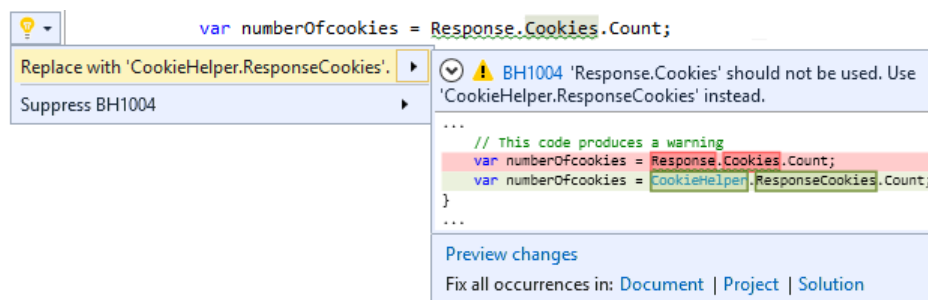 var numberOfcookies = Response.Cookies.Count;
Replace with 'CookieHelper.ResponseCookies'.
Suppress BH1004
BH1004 'Response.Cookies' should not be used. Use
'CookieHelper.ResponseCookies' instead.
...
// This code produces a warning
var numberOfcookies = Response.Cookies.Count;
var numberOfcookies = CookieHelper.ResponseCookies.Count;
}
...
Preview changes
Fix all occurrences in: Document | Project | Solution